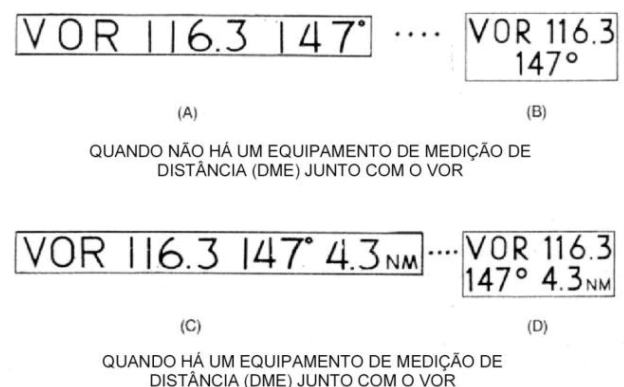 VOR 116.3 147° .... VOR 116.3
147°
(A) (B)
QUANDO NÃO HÁ UM EQUIPAMENTO DE MEDIÇÃO DE
DISTÂNCIA (DME) JUNTO COM O VOR
VOR 116.3 147° 4.3NM .... VOR 116.3
147° 4.3NM
(C) (D)
QUANDO HÁ UM EQUIPAMENTO DE MEDIÇÃO DE
DISTÂNCIA (DME) JUNTO COM O VOR